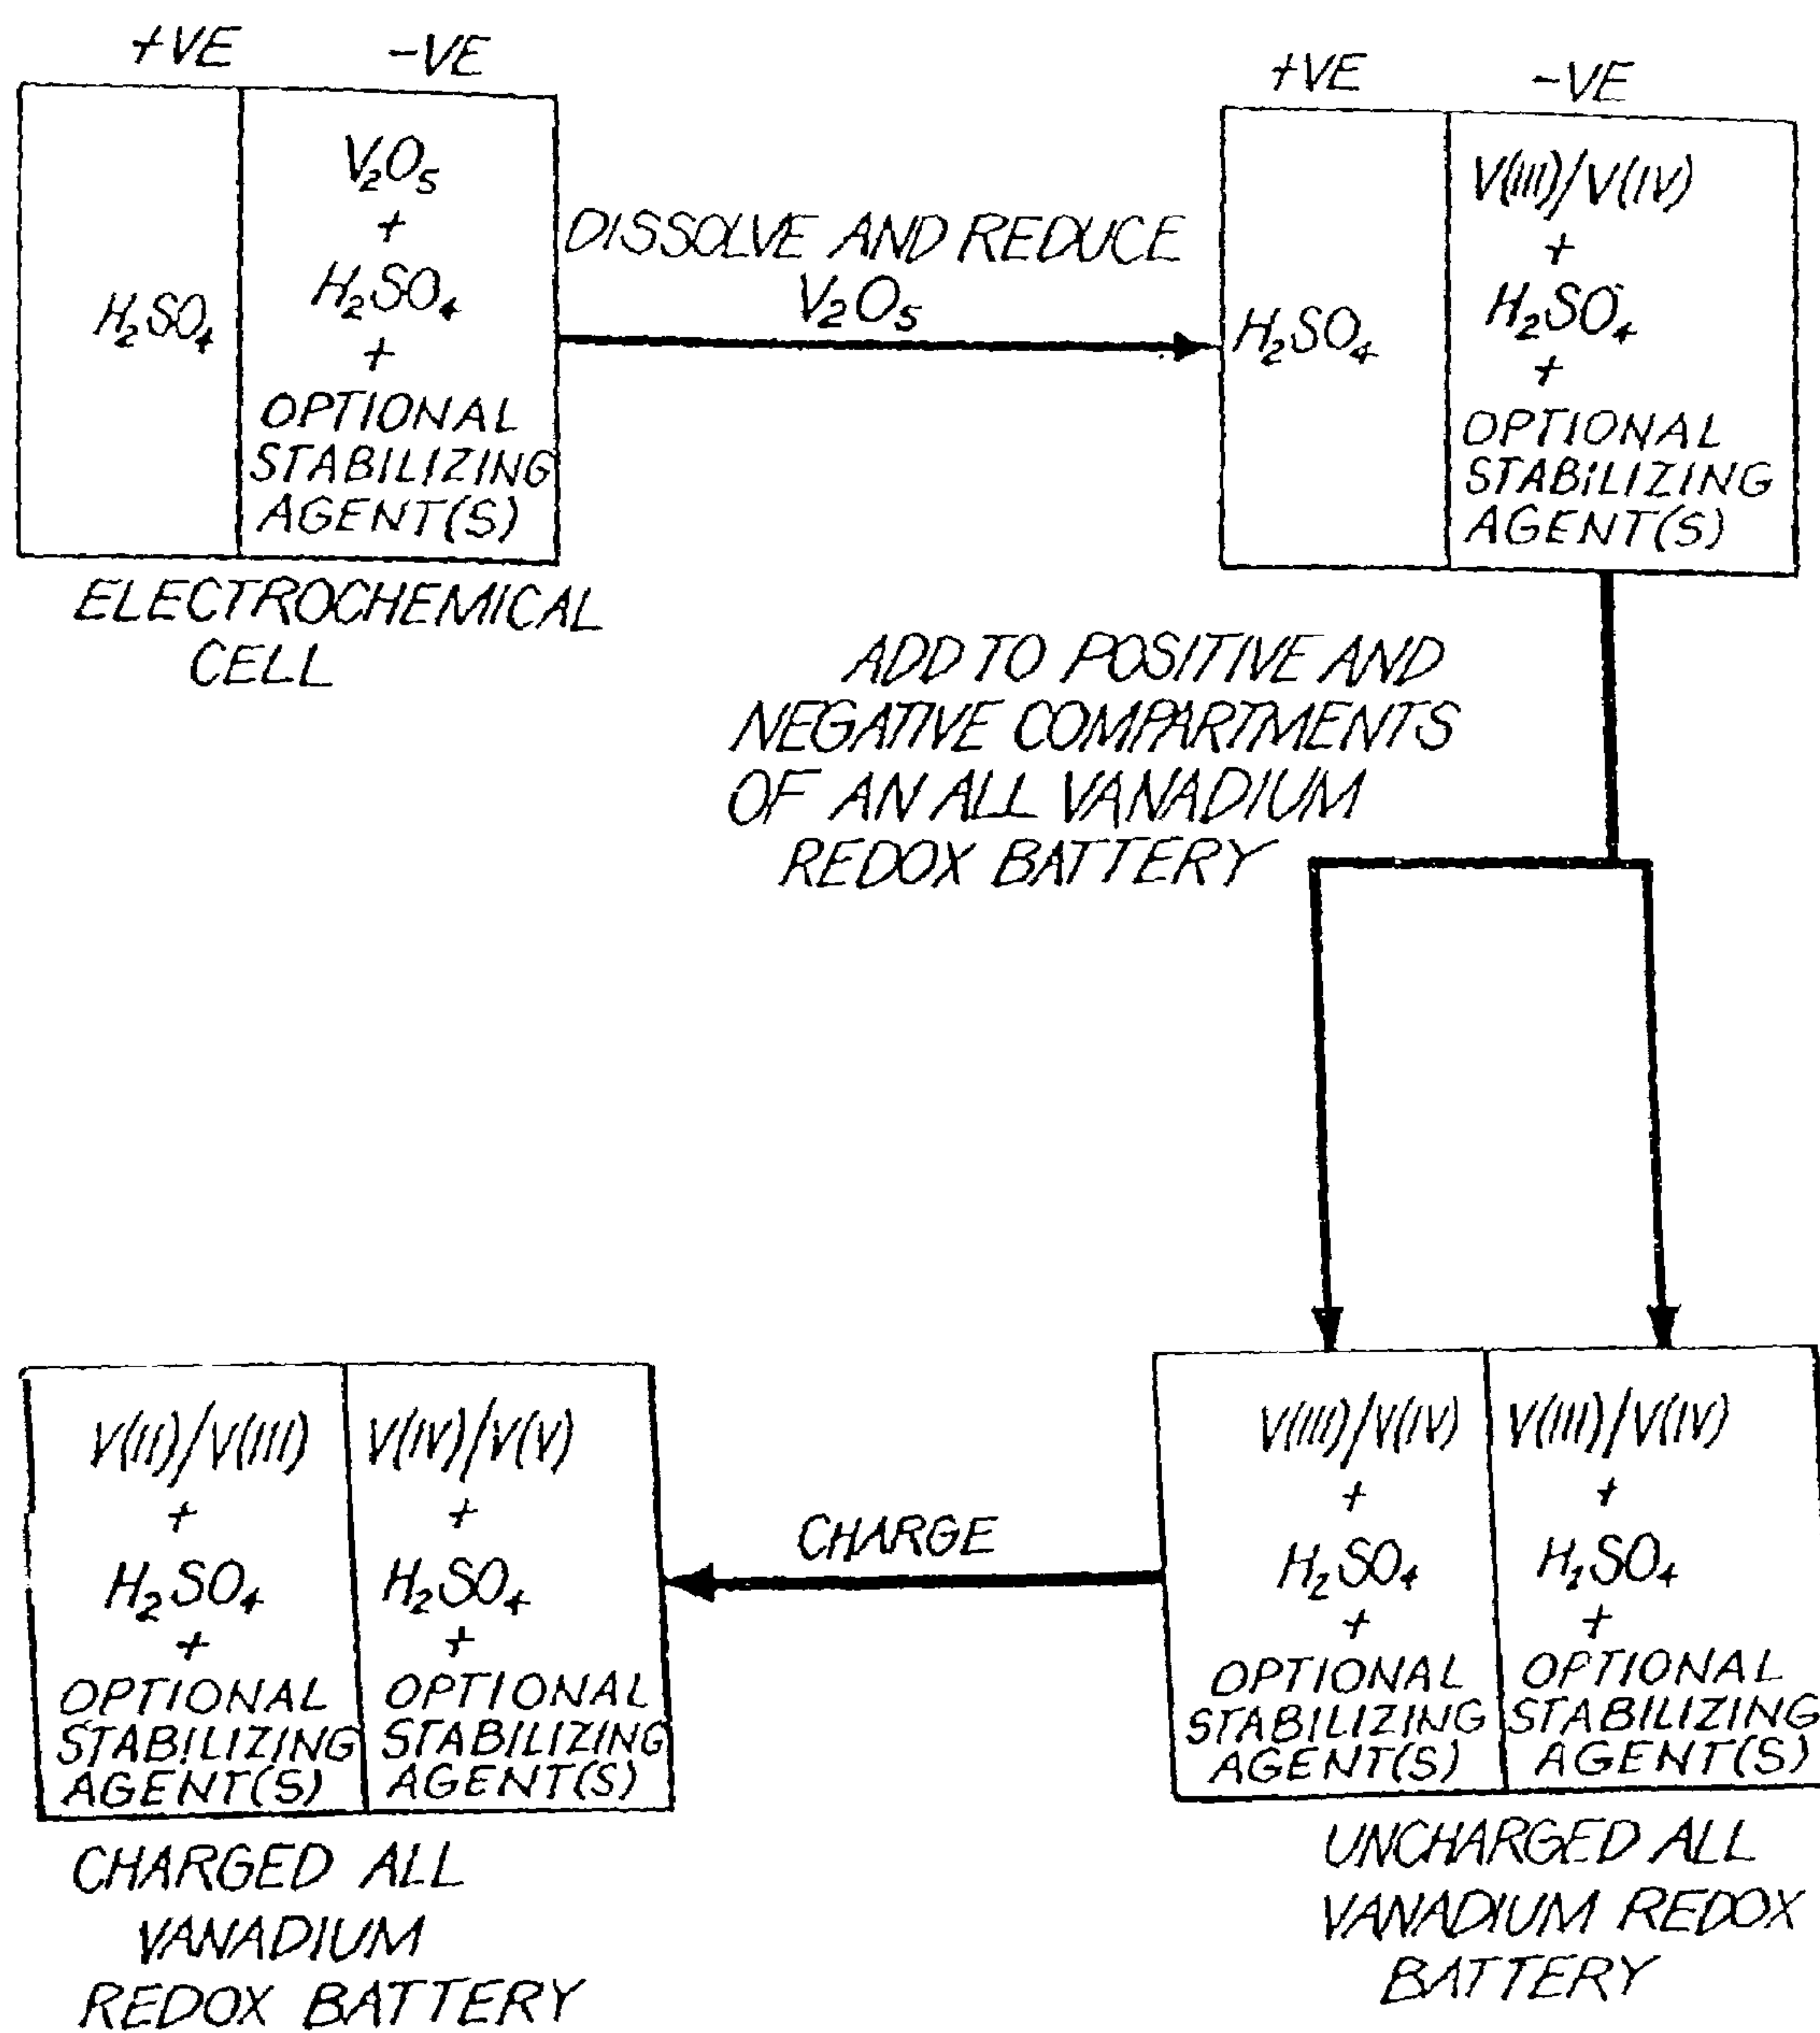 +VE -VE
H₂SO₄
V₂O₅
+
H₂SO₄
+
OPTIONAL
STABILIZING
AGENT(S)
ELECTROCHEMICAL
CELL
DISSOLVE AND REDUCE
V₂O₅
+VE -VE
H₂SO₄
V(III)/V(IV)
+
H₂SO₄
+
OPTIONAL
STABILIZING
AGENT(S)
ADD TO POSITIVE AND
NEGATIVE COMPARTMENTS
OF AN ALL VANADIUM
REDOX BATTERY
V(III)/V(IV)
+
H₂SO₄
+
OPTIONAL
STABILIZING
AGENT(S)
V(III)/V(IV)
+
H₂SO₄
+
OPTIONAL
STABILIZING
AGENT(S)
UNCHARGED ALL
VANADIUM REDOX
BATTERY
CHARGE
V(II)/V(III)
+
H₂SO₄
+
OPTIONAL
STABILIZING
AGENT(S)
V(IV)/V(V)
+
H₂SO₄
+
OPTIONAL
STABILIZING
AGENT(S)
CHARGED ALL
VANADIUM
REDOX BATTERY